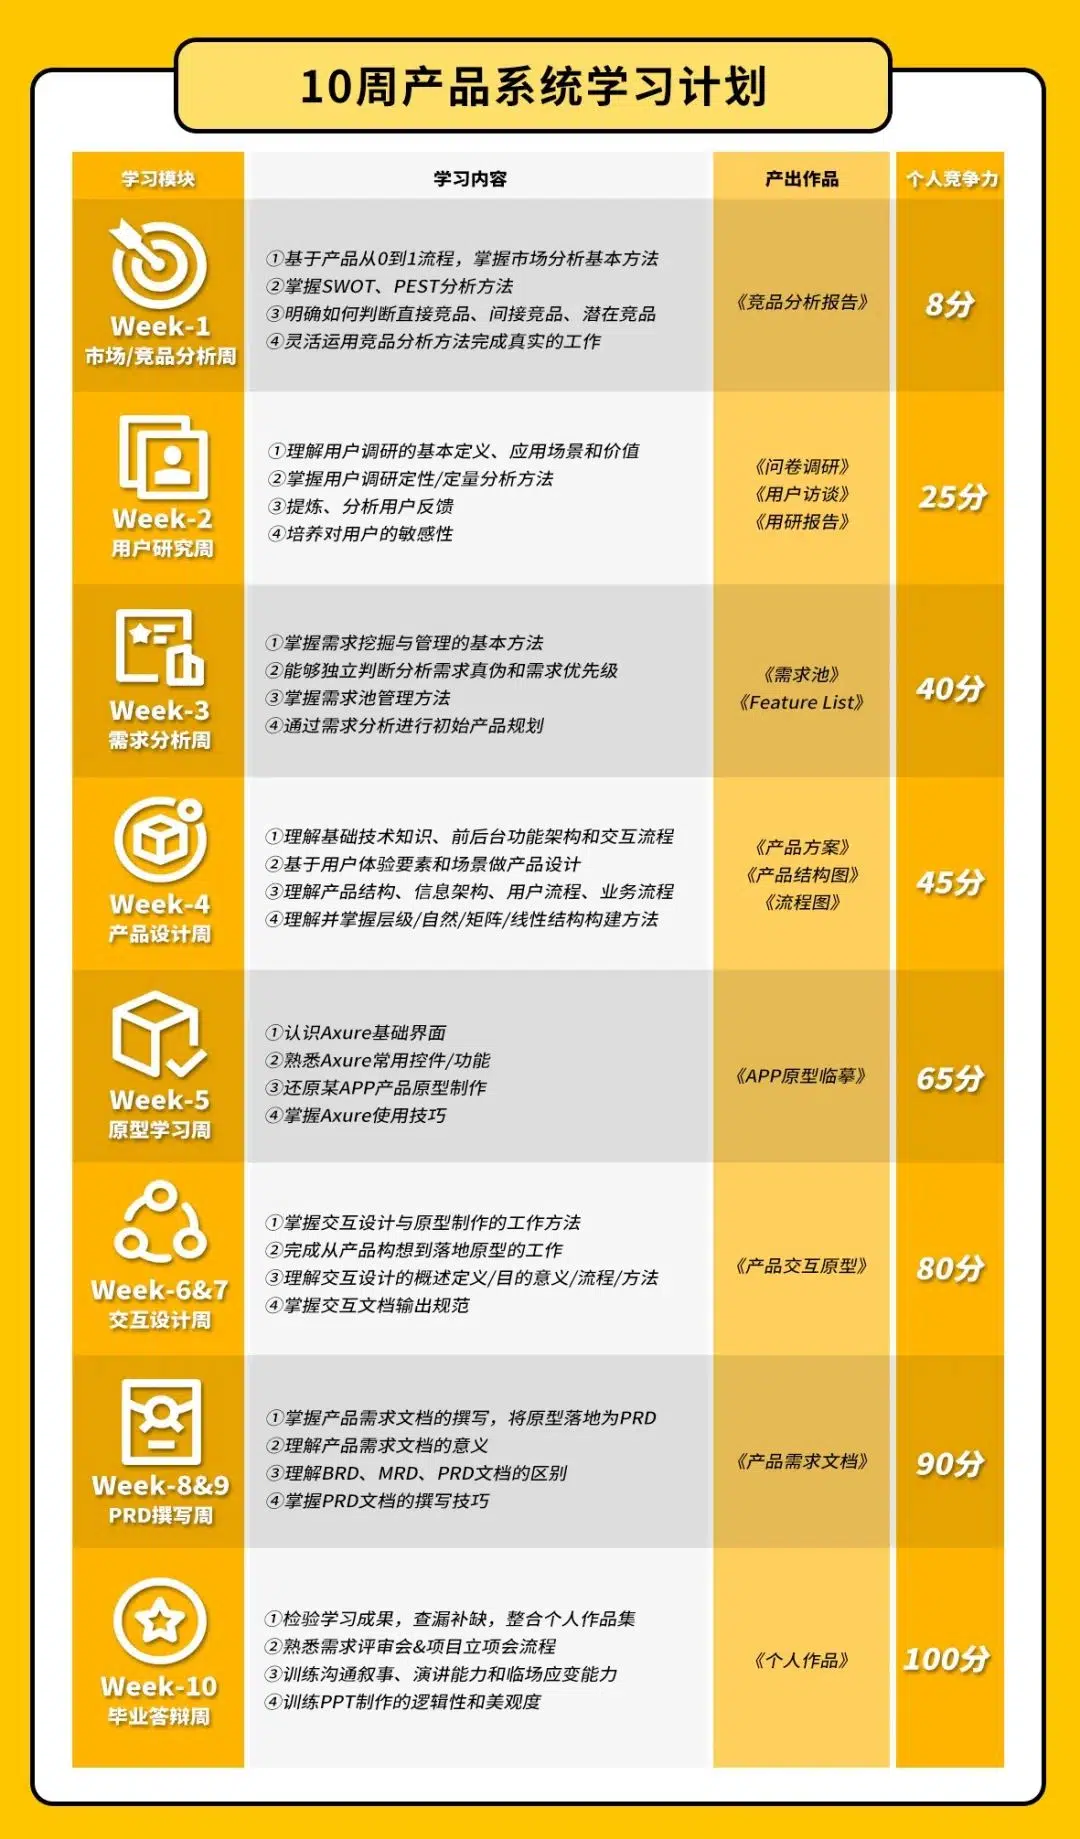 10周产品系统学习计划
学习模块
学习内容
产出作品
个人竞争力
Week-1
市场/竞品分析周
①基于产品从0到1流程，掌握市场分析基本方法
②掌握SWOT、PEST分析方法
③明确如何判断直接竞品、间接竞品、潜在竞品
④灵活运用竞品分析方法完成真实的工作
《竞品分析报告》
8分
Week-2
用户研究周
①理解用户调研的基本定义、应用场景和价值
②掌握用户调研定性/定量分析方法
③提炼、分析用户反馈
④培养对用户的敏感性
《问卷调研》
《用户访谈》
《用研报告》
25分
Week-3
需求分析周
①掌握需求挖掘与管理的基本方法
②能够独立判断分析需求真伪和需求优先级
③掌握需求池管理方法
④通过需求分析进行初始产品规划
《需求池》
《Feature List》
40分
Week-4
产品设计周
①理解基础技术知识、前后台功能架构和交互流程
②基于用户体验要素和场景做产品设计
③理解产品结构、信息架构、用户流程、业务流程
④理解并掌握层级/自然/矩阵/线性结构构建方法
《产品方案》
《产品结构图》
《流程图》
45分
Week-5
原型学习周
①认识Axure基础界面
②熟悉Axure常用控件/功能
③还原某APP产品原型制作
④掌握Axure使用技巧
《APP原型临摹》
65分
Week-6&7
交互设计周
①掌握交互设计与原型制作的工作方法
②完成从产品构想到落地原型的工作
③理解交互设计的概述定义/目的意义/流程/方法
④掌握交互文档输出规范
《产品交互原型》
80分
Week-8&9
PRD撰写周
①掌握产品需求文档的撰写，将原型落地为PRD
②理解产品需求文档的意义
③理解BRD、MRD、PRD文档的区别
④掌握PRD文档的撰写技巧
《产品需求文档》
90分
Week-10
毕业答辩周
①检验学习成果，查漏补缺，整合个人作品集
②熟悉需求评审会&项目立项会流程
③训练沟通叙事、演讲能力和临场应变能力
④训练PPT制作的逻辑性和美观度
《个人作品》
100分